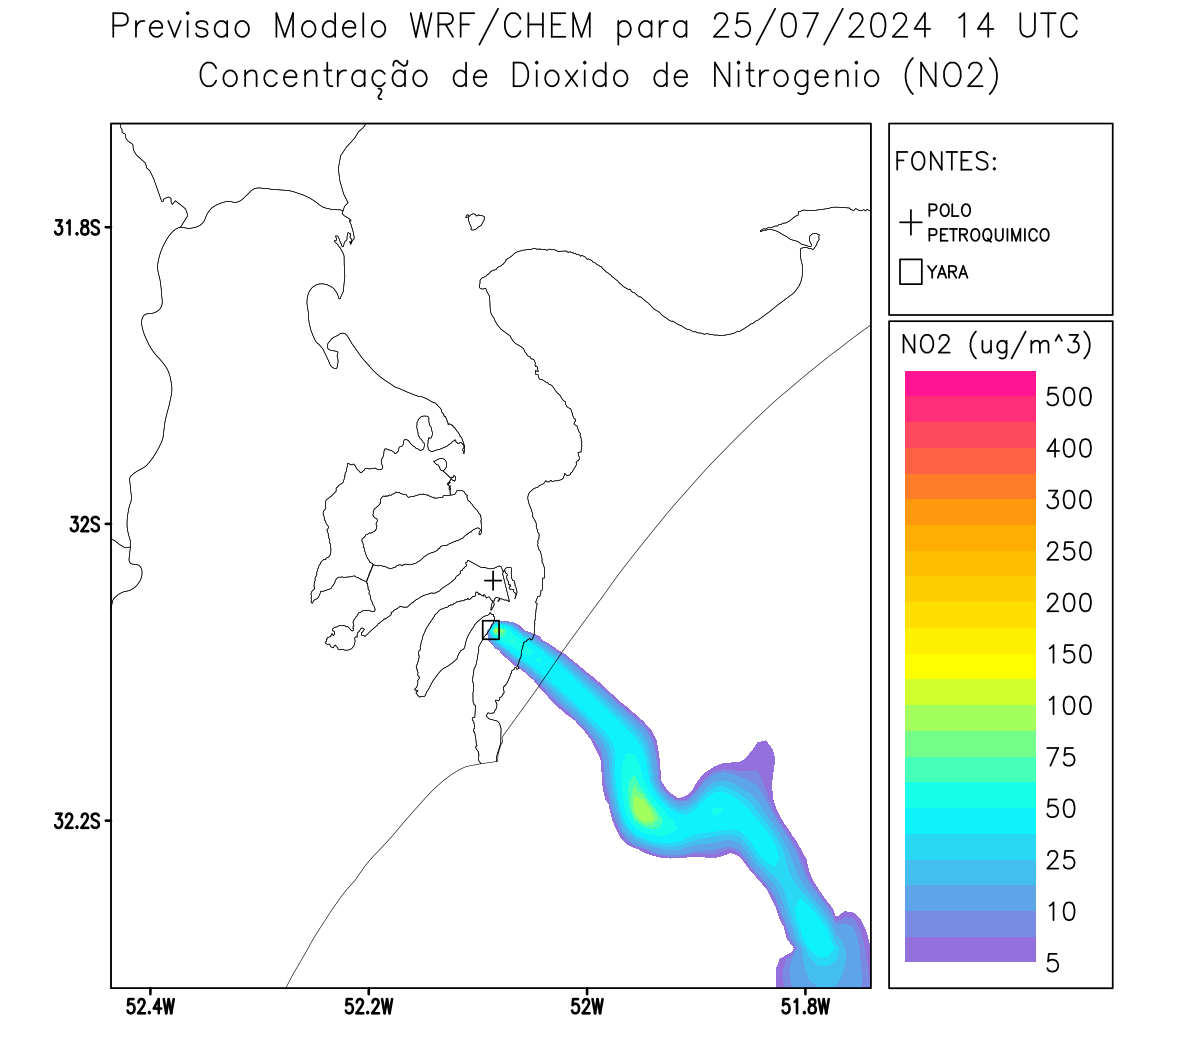 Previsao Modelo WRF/CHEM para 25/07/2024 14 UTC
Concentração de Dioxido de Nitrogenio (NO2)
FONTES:
POLO
PETROQUIMICO
YARA
NO2 (ug/m^3)
500
400
300
250
200
150
100
75
50
25
10
5
31.8S
32S
32.2S
52.4W
52.2W
52W
51.8W